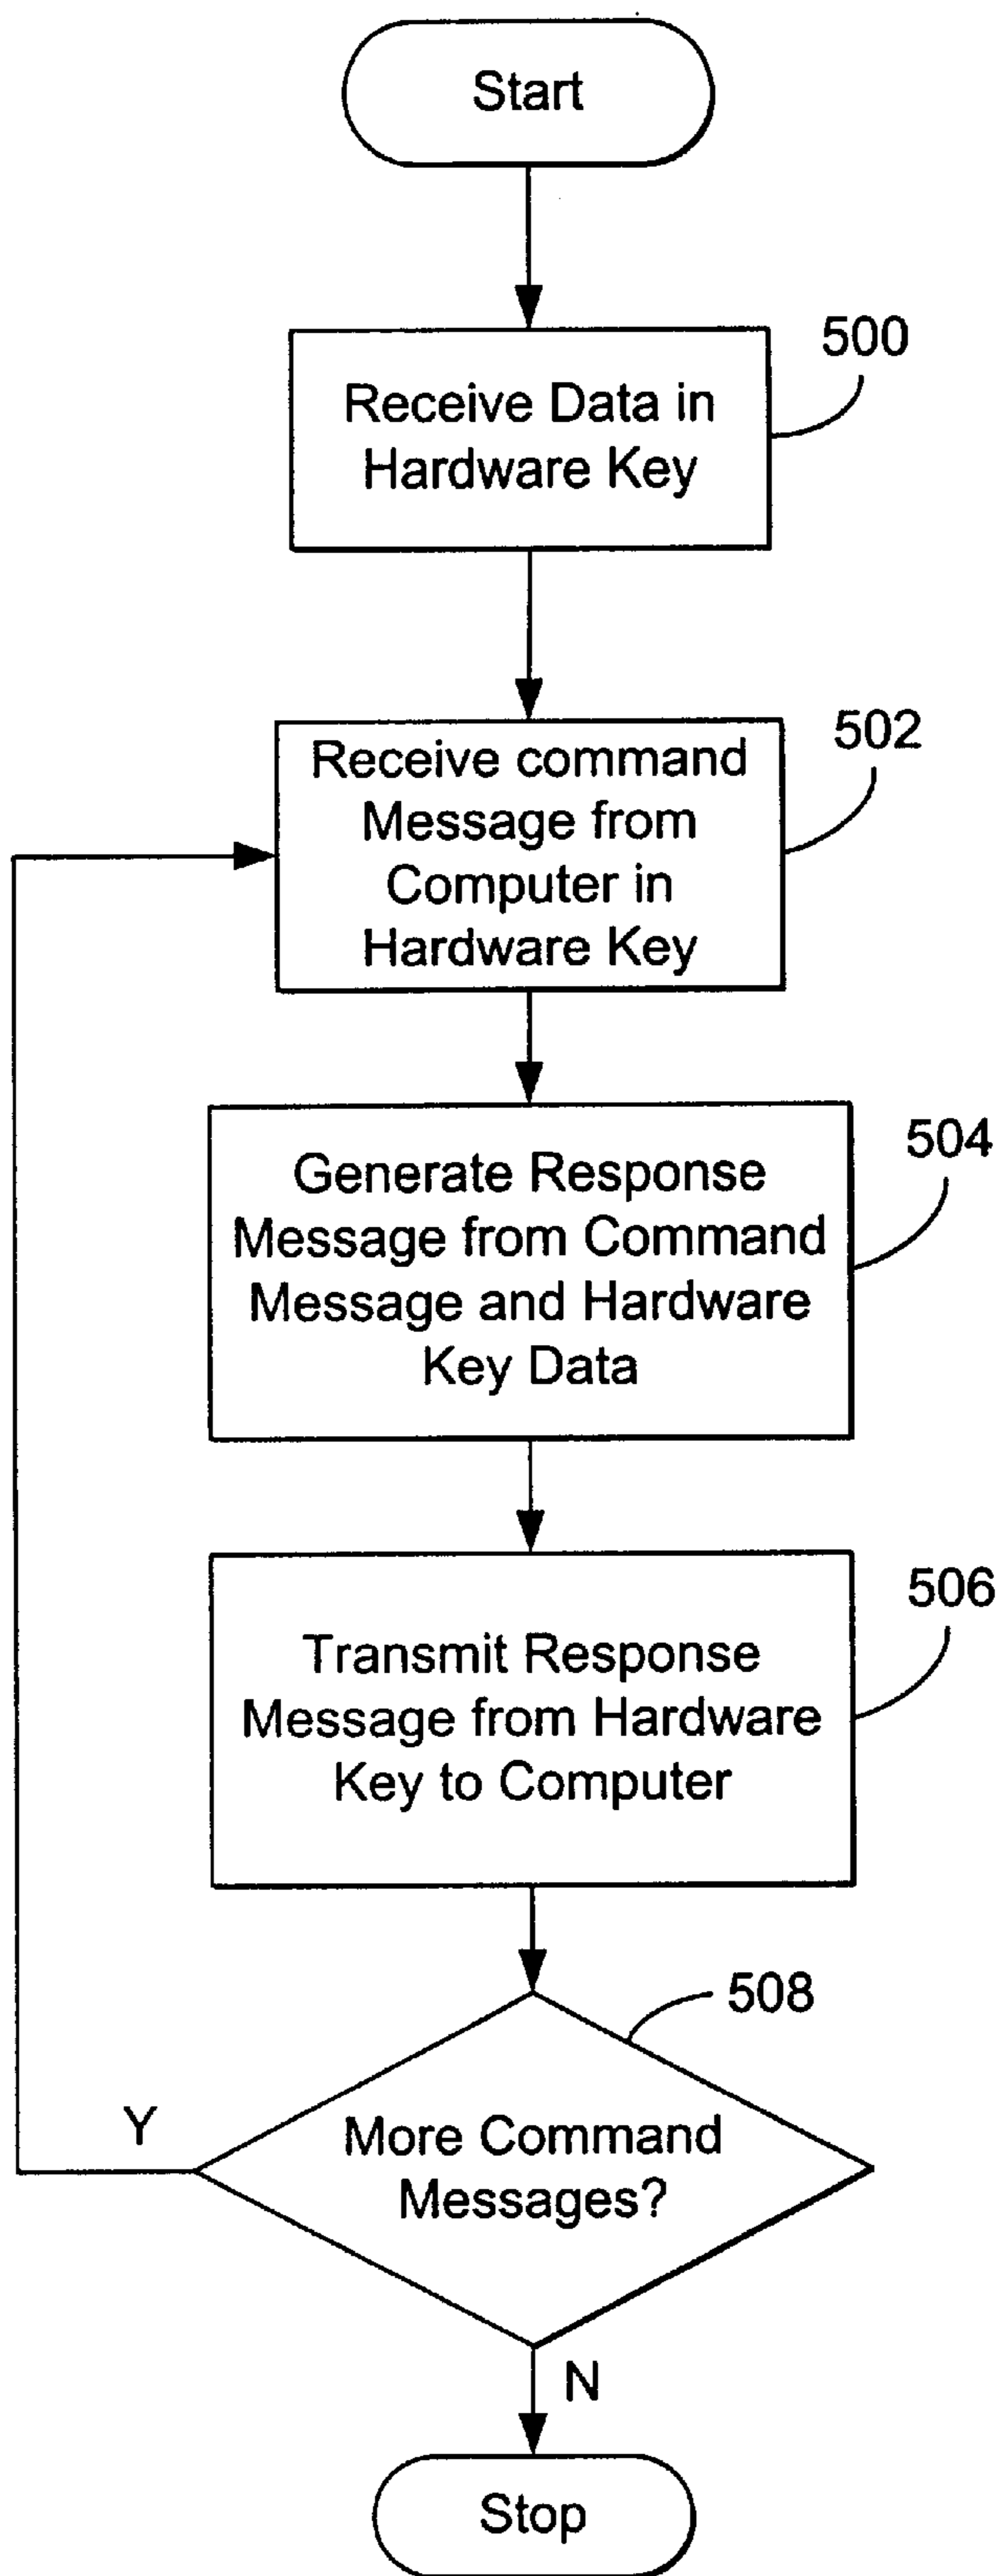 Start
500
Receive Data in
Hardware Key
502
Receive command
Message from
Computer in
Hardware Key
504
Generate Response
Message from Command
Message and Hardware
Key Data
506
Transmit Response
Message from Hardware
Key to Computer
508
Y
More Command
Messages?
N
Stop